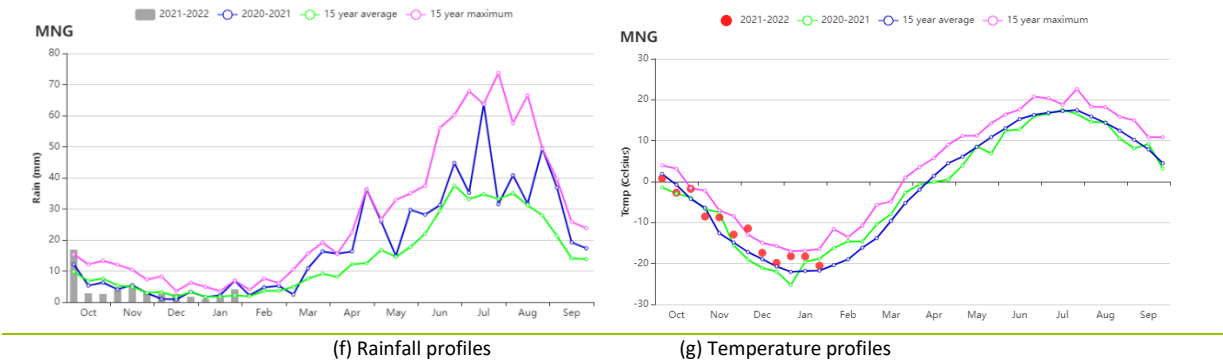 2021-2022 2020-2021 15 year average 15 year maximum
MNG
Rain (mm)
80
70
60
50
40
30
20
10
0
Oct Nov Dec Jan Feb Mar Apr May Jun Jul Aug Sep
(f) Rainfall profiles
2021-2022 2020-2021 15 year average 15 year maximum
MNG
Temp (Celsius)
30
20
10
0
-10
-20
-30
Oct Nov Dec Jan Feb Mar Apr May Jun Jul Aug Sep
(g) Temperature profiles